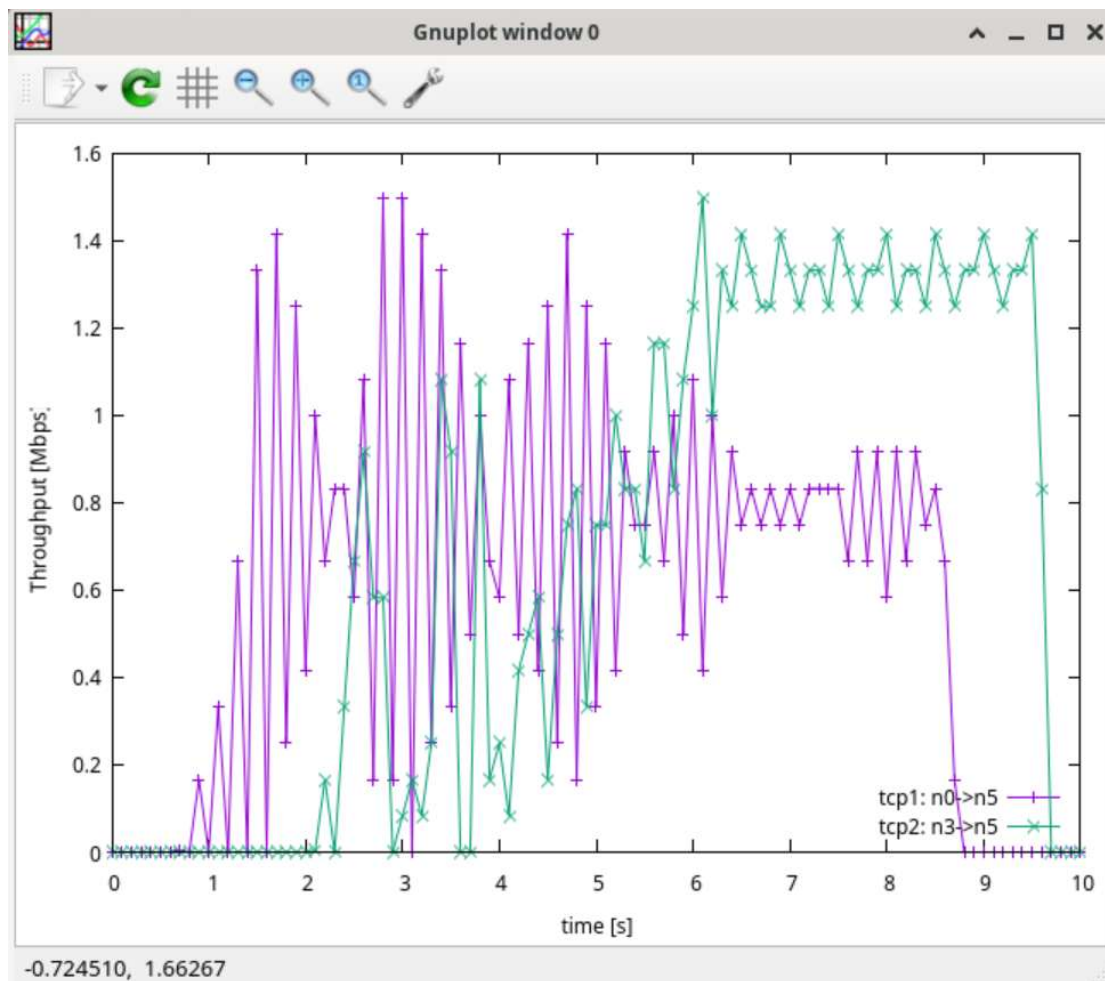 Gnuplot window 0
1
1.6
1.4
1.2
1
0.8
0.6
0.4
0.2
0
Throughput [Mbps]
tcp1: n0->n5
tcp2: n3->n5
0 1 2 3 4 5 6 7 8 9 10
time [s]
-0.724510, 1.66267